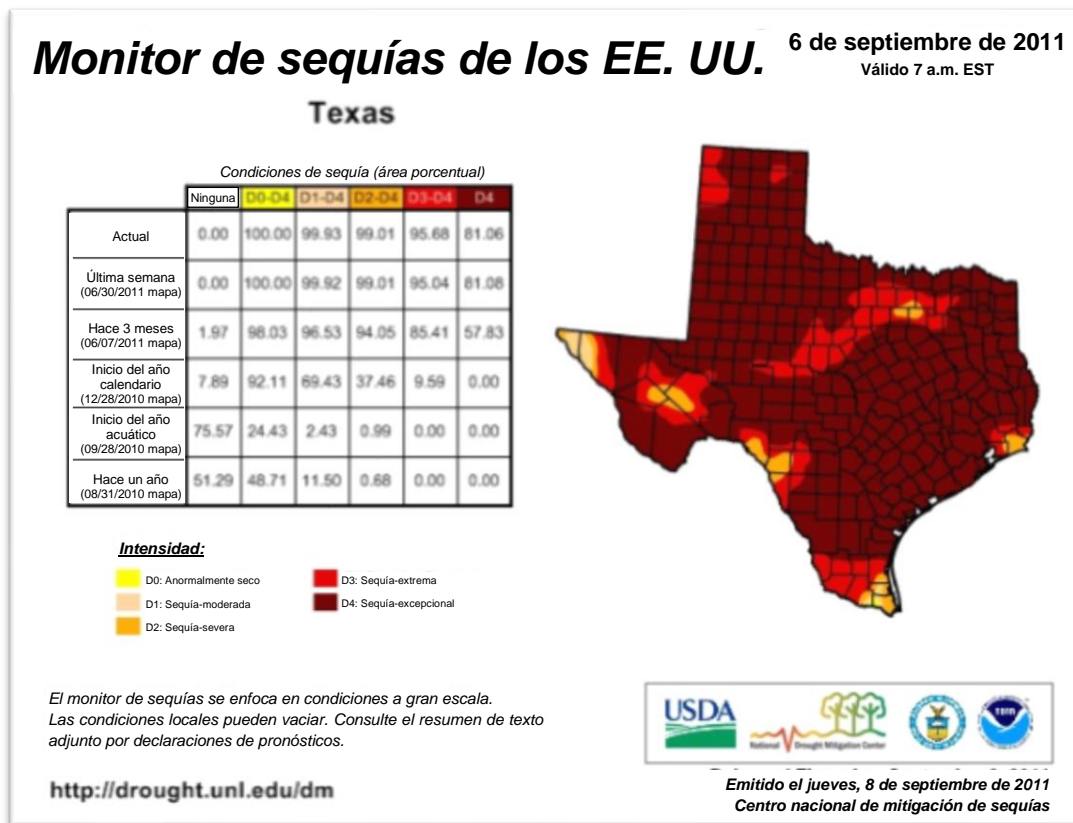 Monitor de sequías de los EE. UU.
6 de septiembre de 2011
Válido 7 a.m. EST
Texas
Condiciones de sequía (área porcentual)
Ninguna D0-D4 D1-D4 D2-D4 D3-D4 D4
Actual 0.00 100.00 99.93 99.01 95.68 81.06
Última semana
(06/30/2011 mapa) 0.00 100.00 99.92 99.01 95.04 81.08
Hace 3 meses
(06/07/2011 mapa) 1.97 98.03 96.53 94.05 85.41 57.83
Inicio del año
calendario
(12/28/2010 mapa) 7.89 92.11 69.43 37.46 9.59 0.00
Inicio del año
acuático
(09/28/2010 mapa) 75.57 24.43 2.43 0.99 0.00 0.00
Hace un año
(08/31/2010 mapa) 51.29 48.71 11.50 0.68 0.00 0.00
Intensidad:
D0: Anormalmente seco
D1: Sequía-moderada
D2: Sequía-severa
D3: Sequía-extrema
D4: Sequía-excepcional
El monitor de sequías se enfoca en condiciones a gran escala.
Las condiciones locales pueden vaciar. Consulte el resumen de texto
adjunto por declaraciones de pronósticos.
http://drought.unl.edu/dm
USDA
National Drought Mitigation Center
Emitido el jueves, 8 de septiembre de 2011
Centro nacional de mitigación de sequías